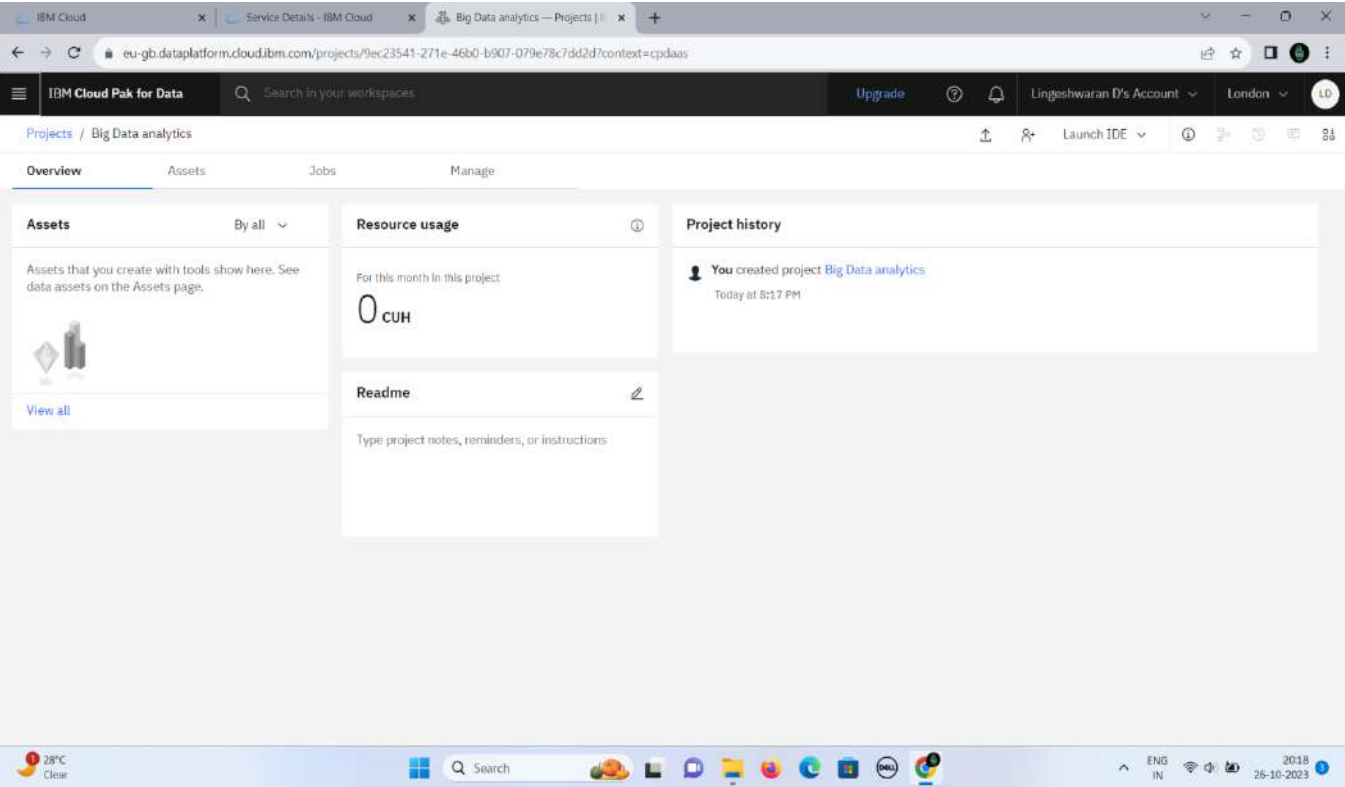 IBM Cloud
Service Details - IBM Cloud
Big Data analytics — Projects |
eu-gb.dataplatform.cloud.ibm.com/projects/9ec23541-271e-46b0-b907-079e78c7dd2d?context=cpdaas
IBM Cloud Pak for Data
Search in your workspaces
Upgrade
Lingeshwaran D's Account
London
LD
Projects / Big Data analytics
Launch IDE
Overview
Assets
Jobs
Manage
Assets
By all
Assets that you create with tools show here. See
data assets on the Assets page.
View all
Resource usage
For this month in this project
0 CUH
Readme
Type project notes, reminders, or instructions
Project history
You created project Big Data analytics
Today at 8:17 PM
1
28°C
Clear
Search
DELL
ENG
IN
20:18
26-10-2023
3